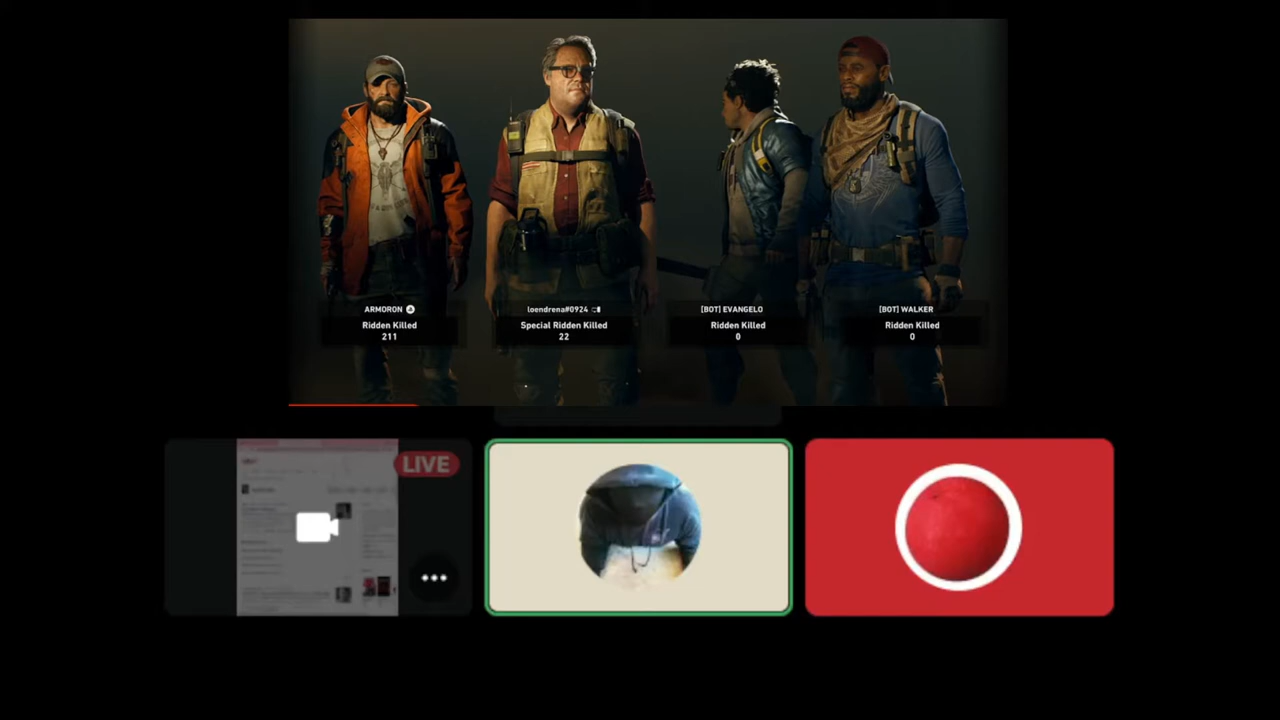 ARMORON
loendrena#0924
[BOT] EVANGELO
[BOT] WALKER
Ridden Killed
211
Special Ridden Killed
22
Ridden Killed
0
Ridden Killed
0
LIVE